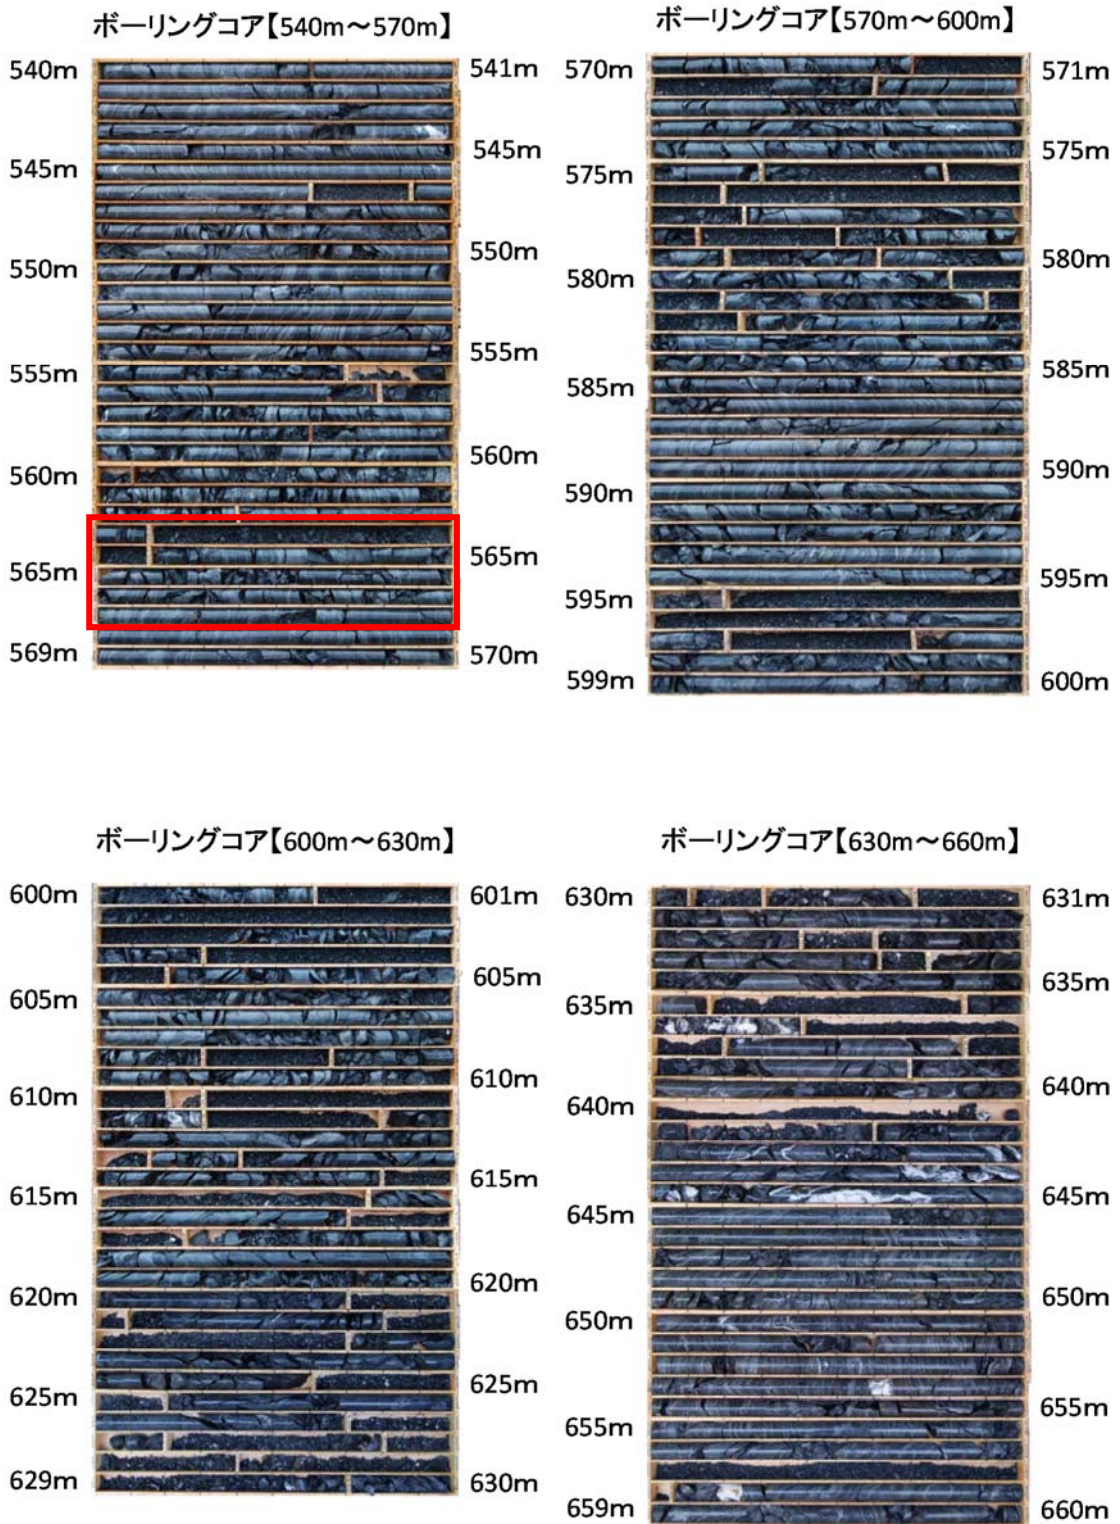 ボーリングコア【540m～570m】
540m
541m
545m
545m
550m
550m
555m
555m
560m
560m
565m
565m
569m
570m
ボーリングコア【570m～600m】
570m
571m
575m
575m
580m
580m
585m
585m
590m
590m
595m
595m
599m
600m
ボーリングコア【600m～630m】
600m
601m
605m
605m
610m
610m
615m
615m
620m
620m
625m
625m
629m
630m
ボーリングコア【630m～660m】
630m
631m
635m
635m
640m
640m
645m
645m
650m
650m
655m
655m
659m
660m